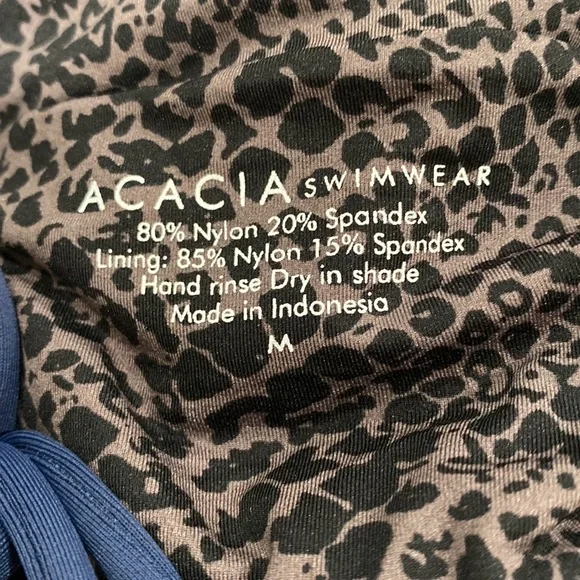 ACACIA SWIMWEAR
80% Nylon 20% Spandex
Lining: 85% Nylon 15% Spandex
Hand rinse Dry in shade
Made in Indonesia
M